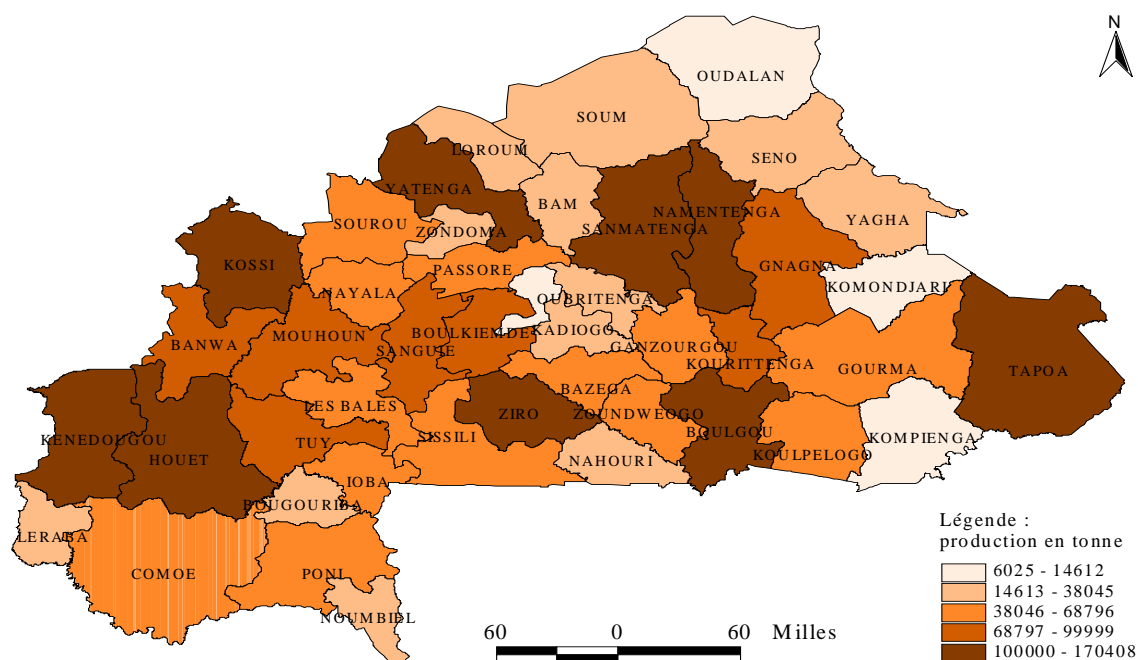 N
OUDALAN
SOUM
LOROUM
SENO
YATENGA
BAM
NAMENTENGA
YAGHA
SOUROU
ZONDOMA
SANMATENGA
KOSSI
PASSORE
GNAGNA
NAYALA
OUBRITENGA
KOMONDJARI
MOUHOUN
BOULKIEMDE
KADIOGO
BANWA
SANGUIE
GANZOURGOU
KOURITTENGA
GOURMA
TAPOA
BAZEGA
LES BALES
ZIRO
ZOUNDWEOGO
KENEDOUGOU
TUY
SISSILI
BOULGOU
KOMPIENGA
HOUET
NAHOURI
KOULPELOGO
IOBA
BOUGOURIBA
LERABA
COMOE
PONI
NOUMBIEL
Légende :
production en tonne
6025 - 14612
14613 - 38045
38046 - 68796
68797 - 99999
100000 - 170408
60 0 60 Milles